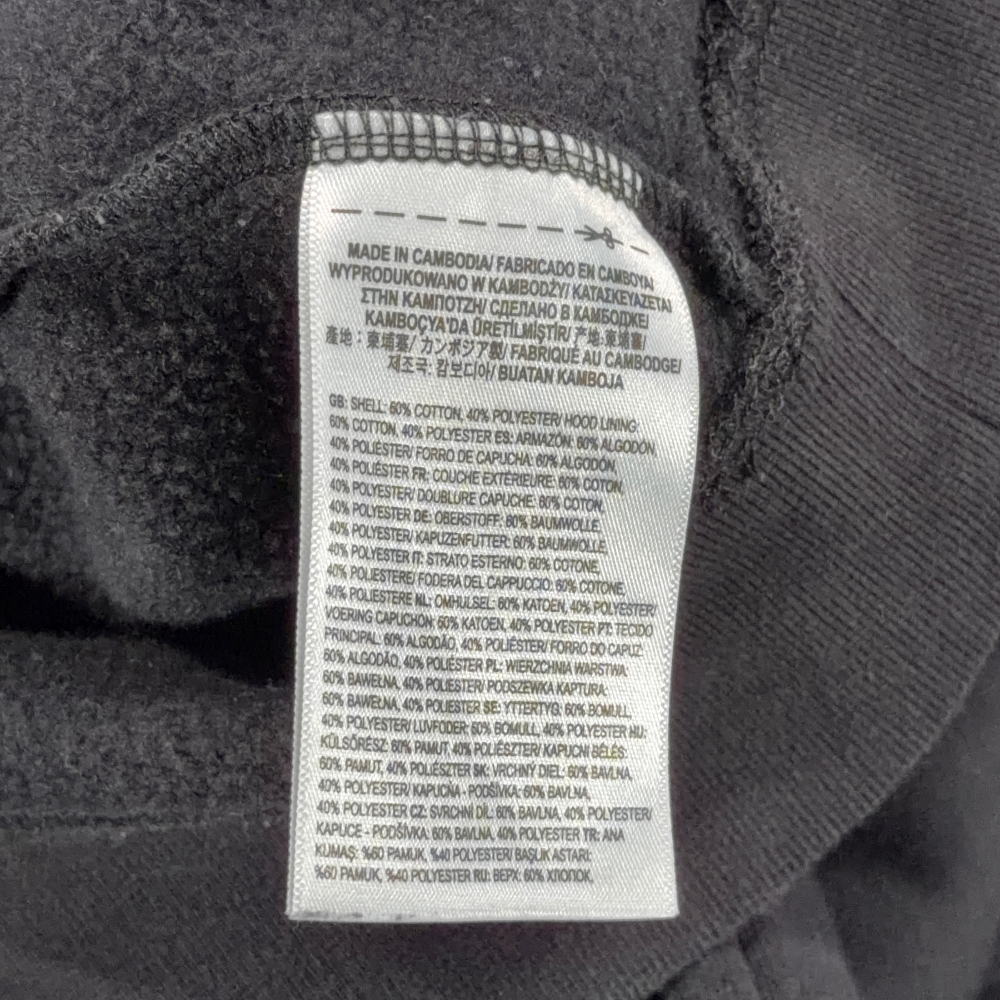 MADE IN CAMBODIA/ FABRICADO EN CAMBOYA/
WYPRODUKOWANO W KAMBODŻY/ ΚΑΤΑΣΚΕΥΑΖΕΤΑΙ
ΣΤΗΝ ΚΑΜΠΟΤΖΗ/ СДЕЛАНО В КАМБОДЖЕ/
KAMBOÇYA'DA ÜRETİLMİŞTİR/ 产地:柬埔寨/
產地:柬埔寨/ カンボジア製/ FABRIQUÉ AU CAMBODGE/
제조국: 캄보디아/ BUATAN KAMBOJA
GB: SHELL: 60% COTTON, 40% POLYESTER/ HOOD LINING:
60% COTTON, 40% POLYESTER ES: ARMAZÓN: 60% ALGODÓN,
40% POLIÉSTER/ FORRO DE CAPUCHA: 60% ALGODÓN,
40% POLIÉSTER FR: COUCHE EXTERIEURE: 60% COTON,
40% POLYESTER/ DOUBLURE CAPUCHE: 60% COTON,
40% POLYESTER DE: OBERSTOFF: 60% BAUMWOLLE,
40% POLYESTER/ KAPUZENFUTTER: 60% BAUMWOLLE,
40% POLYESTER IT: STRATO ESTERNO: 60% COTONE,
40% POLIESTERE/ FODERA DEL CAPPUCCIO: 60% COTONE,
40% POLIESTERE NL: OMHULSEL: 60% KATOEN, 40% POLYESTER/
VOERING CAPUCHON: 60% KATOEN, 40% POLYESTER PT: TECIDO
PRINCIPAL: 60% ALGODÃO, 40% POLIÉSTER/ FORRO DO CAPUZ:
60% ALGODÃO, 40% POLIÉSTER PL: WIERZCHNIA WARSTWA:
60% BAWEŁNA, 40% POLIESTER/ PODSZEWKA KAPTURA:
60% BAWEŁNA, 40% POLIESTER SE: YTTERTYG: 60% BOMULL,
40% POLYESTER/ LUVFODER: 60% BOMULL, 40% POLYESTER HU:
KÜLSŐRÉSZ: 60% PAMUT, 40% POLIÉSZTER/ KAPUCNI BÉLÉS:
60% PAMUT, 40% POLIÉSZTER SK: VRCHNÝ DIEL: 60% BAVLNA,
40% POLYESTER/ KAPUCŇA - PODŠÍVKA: 60% BAVLNA,
40% POLYESTER CZ: SVRCHNÍ DÍL: 60% BAVLNA, 40% POLYESTER/
KAPUCE - PODŠÍVKA: 60% BAVLNA, 40% POLYESTER TR: ANA
KUMAŞ: %60 PAMUK, %40 POLYESTER/ BAŞLIK ASTARI:
%60 PAMUK, %40 POLYESTER RU: ВЕРХ: 60% ХЛОПОК,